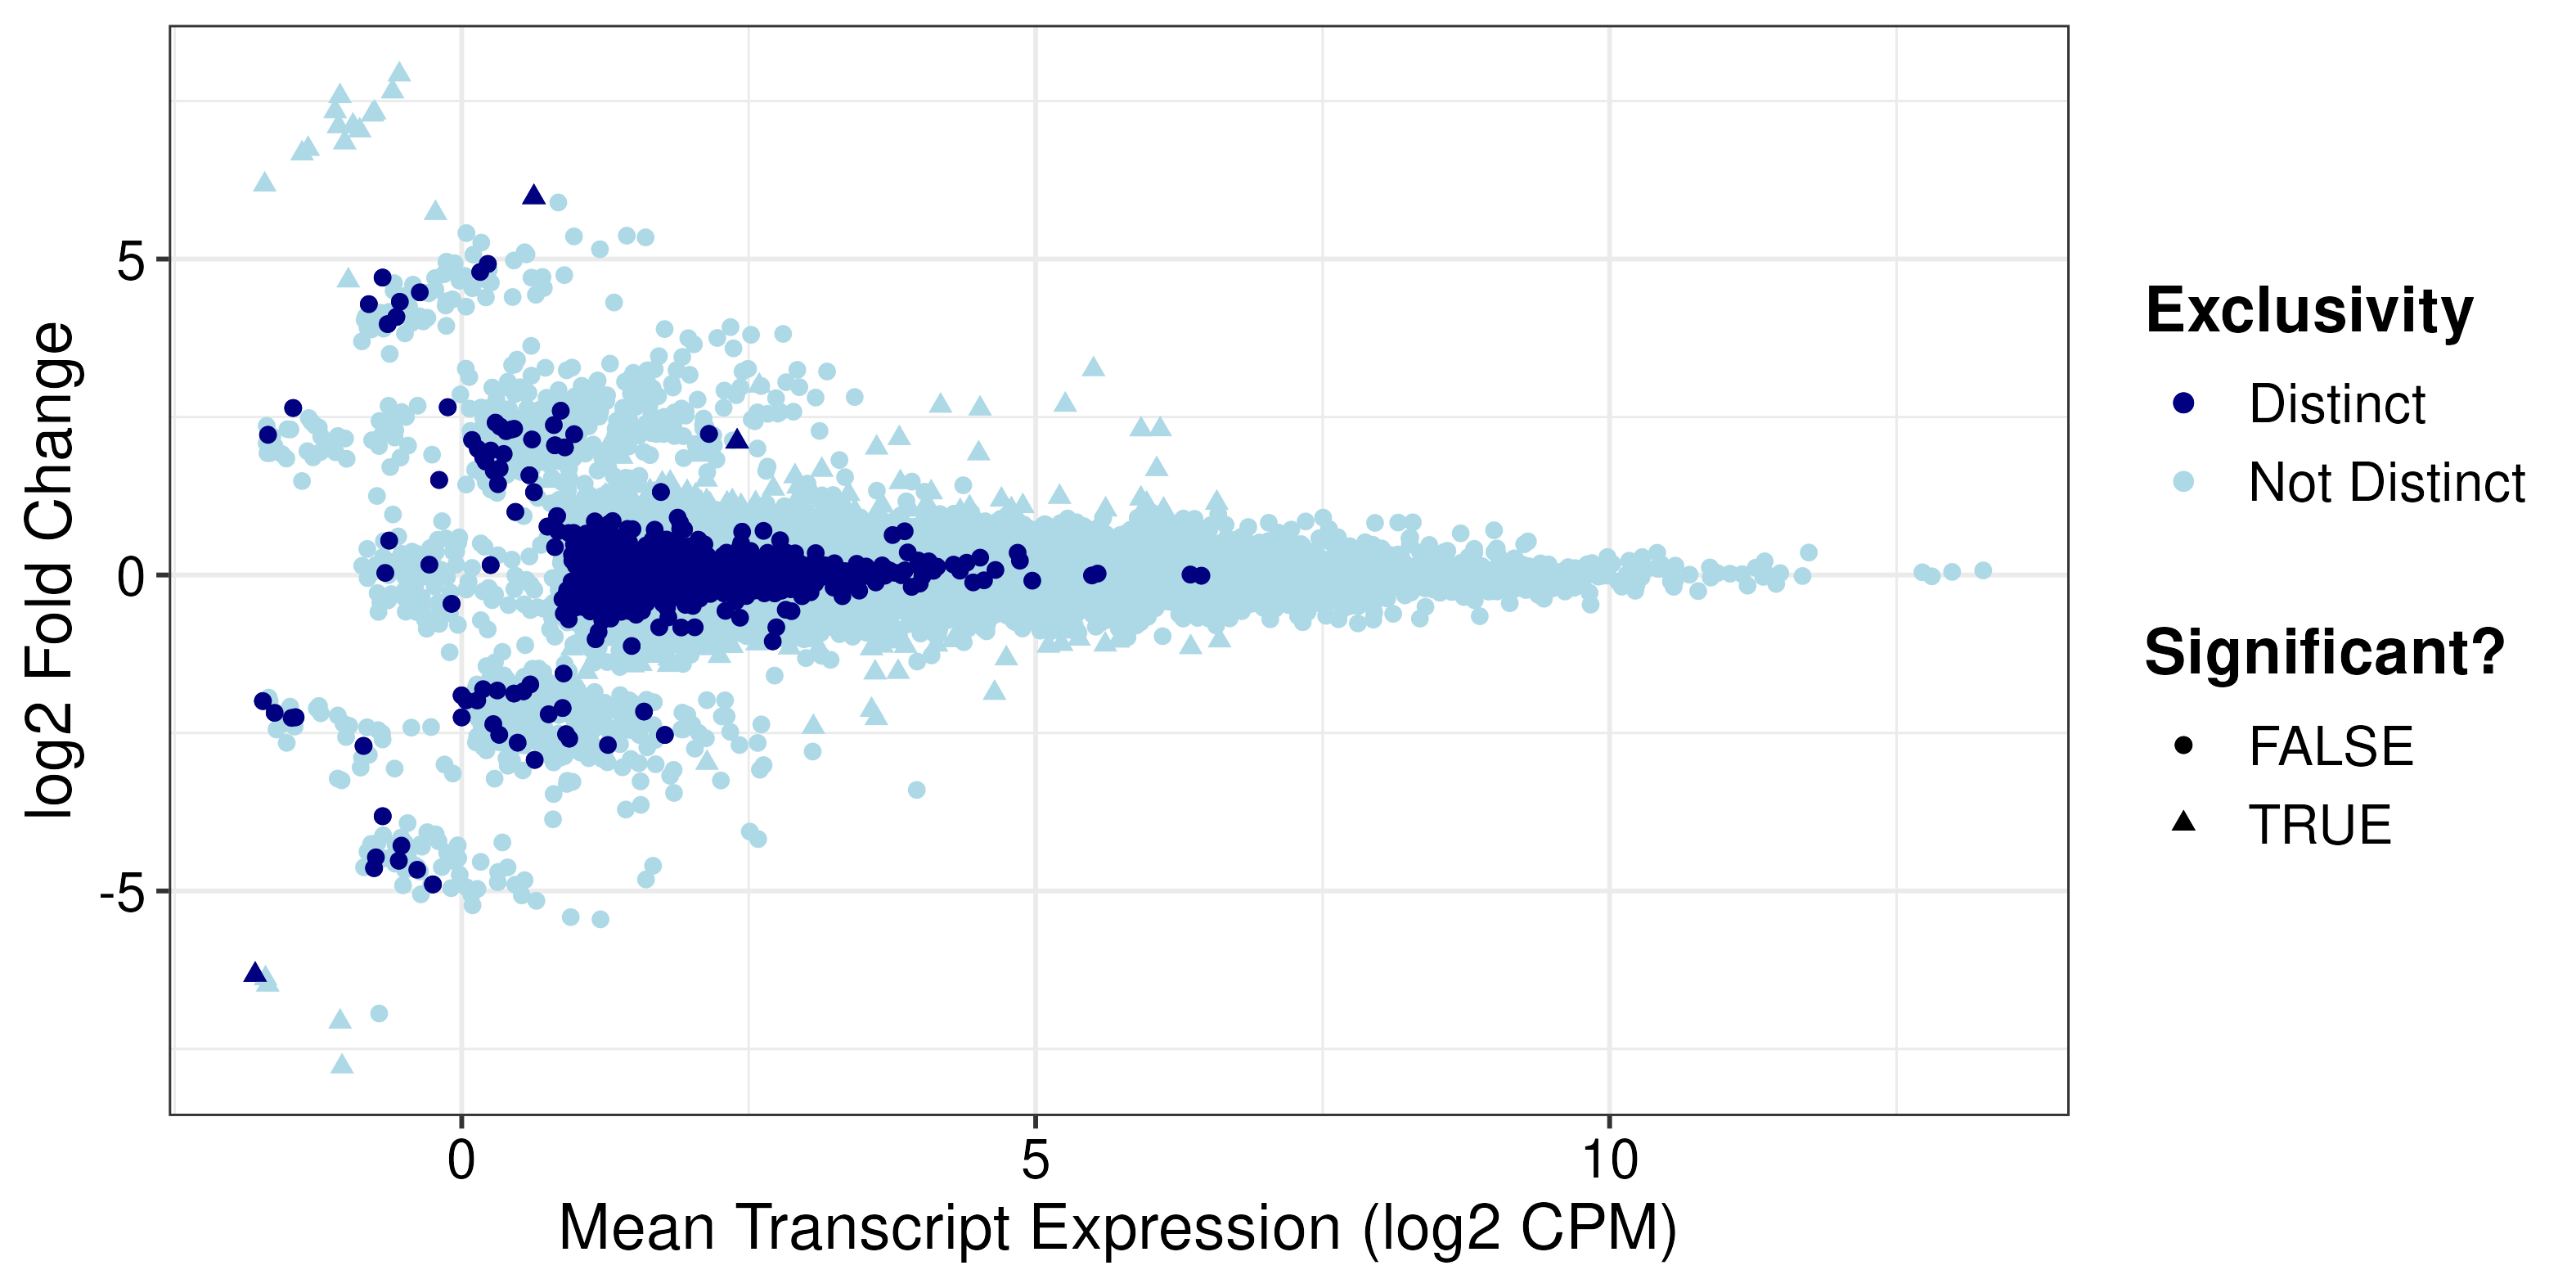 log2 Fold Change
5
0
-5
0
5
10
Mean Transcript Expression (log2 CPM)
Exclusivity
Distinct
Not Distinct
Significant?
FALSE
TRUE